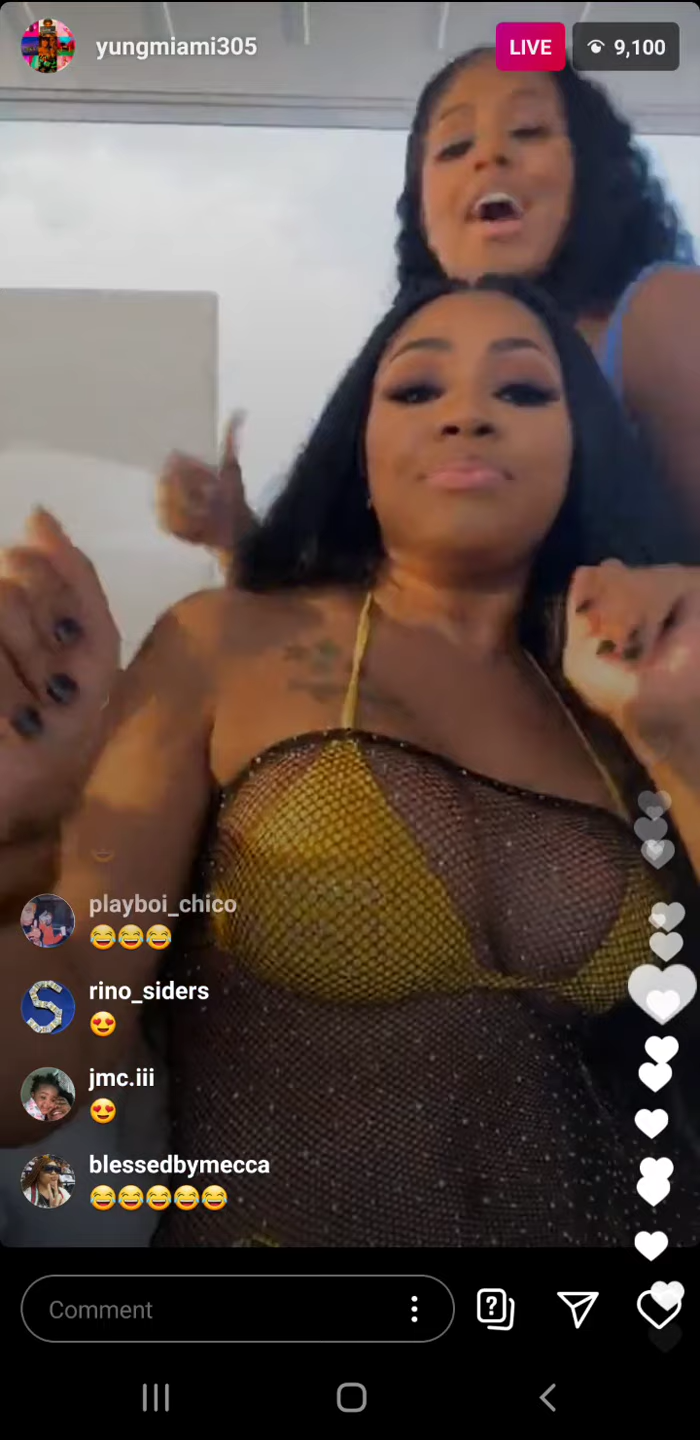 yungmiami305
LIVE 9,100
playboi_chico
😂😂😂
rino_siders
😍
jmc.iii
😍
blessedbymecca
😂😂😂😂😂
Comment